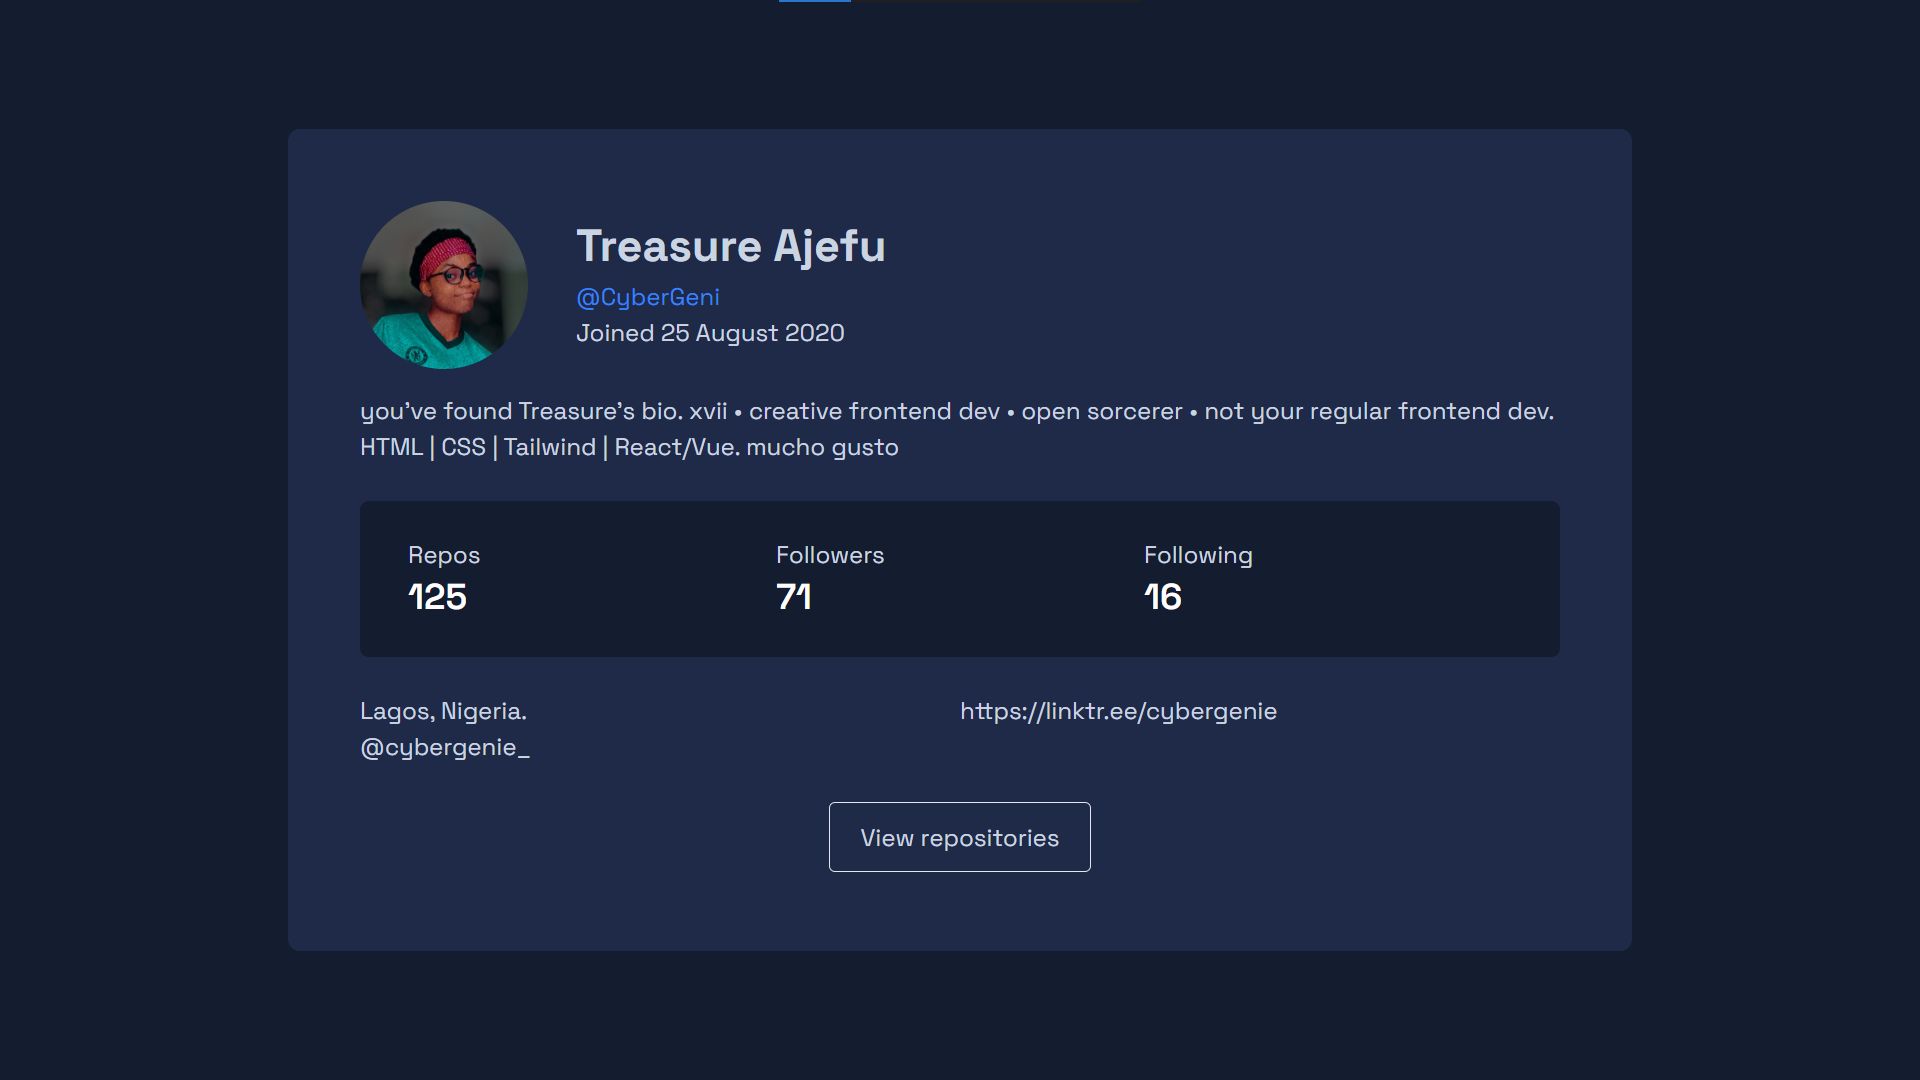 Treasure Ajefu
@CyberGeni
Joined 25 August 2020
you’ve found Treasure’s bio. xvii • creative frontend dev • open sorcerer • not your regular frontend dev.
HTML | CSS | Tailwind | React/Vue. mucho gusto
Repos Followers Following
125 71 16
Lagos, Nigeria. https://linktr.ee/cybergenie
@cybergenie_
View repositories